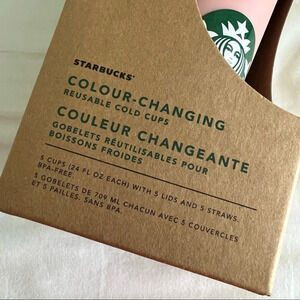 STARBUCKS®
COLOUR-CHANGING
REUSABLE COLD CUPS
COULEUR CHANGEANTE
GOBELETS RÉUTILISABLES POUR
BOISSONS FROIDES
5 CUPS (24 FL OZ EACH) WITH 5 LIDS AND 5 STRAWS.
BPA-FREE.
5 GOBELETS DE 709 ML CHACUN AVEC 5 COUVERCLES
ET 5 PAILLES. SANS BPA.